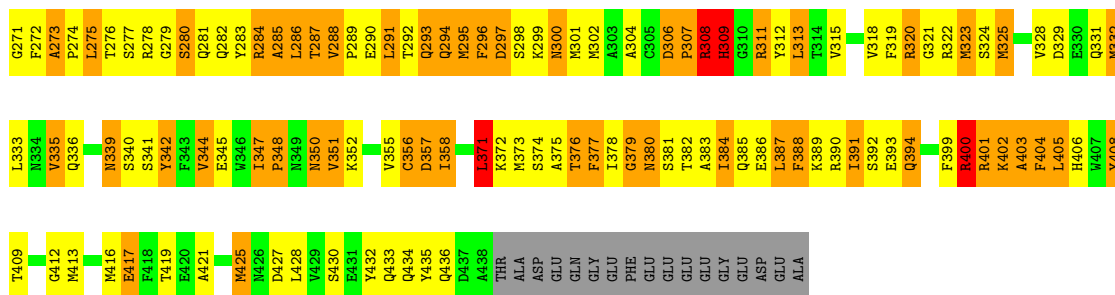 G271 F272 A273 P274 L275 T276 S277 R278 G279 S280 Q281 Q282 Y283 R284 A285 L286 T287 V288 P289 E290 L291 T292 Q293 Q294 M295 F296 D297 S298 K299 N300 M301 M302 A303 A304 C305 D306 P307 R308 H309 G310 R311 Y312 L313 T314 V315 V318 F319 R320 G321 R322 M323 S324 M325 V328 D329 E330 Q331
L333 N334 V335 Q336 N339 S340 S341 Y342 F343 V344 E345 W346 I347 P348 N349 N350 V351 K352 V355 C356 D357 I358 L371 K372 M373 S374 A375 T376 F377 I378 G379 N380 S381 T382 A383 I384 Q385 E386 L387 F388 K389 R390 I391 S392 E393 Q394 F399 R400 R401 K402 A403 F404 L405 H406 W407 Y408
T409 G412 M413 M416 E417 F418 T419 E420 A421 M425 N426 D427 L428 V429 S430 E431 Y432 Q433 Q434 Y435 Q436 D437 A438 THR ALA ASP GLU GLN GLY GLU PHE GLU GLU GLU GLU GLY GLU ASP GLU ALA